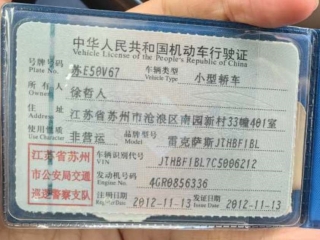 中华人民共和国机动车行驶证
Vehicle License of the People's Republic of China
号牌号码 苏E50V67 车辆类型 小型轿车
Plate No. Vehicle Type
所有人 徐哲人
Owner
住址 江苏省苏州市沧浪区南园新村33幢401室
使用性质 非营运 品牌型号 雷克萨斯JTHBF1BL
Use Character Model
江苏省苏州
市公安局交通
巡逻警察支队
车辆识别代号 JTHBF1BL7C5006212
VIN
发动机号码 4GR0856336
Engine No.
注册日期 2012-11-13 发证日期 2012-11-13
Register Date Issue Date